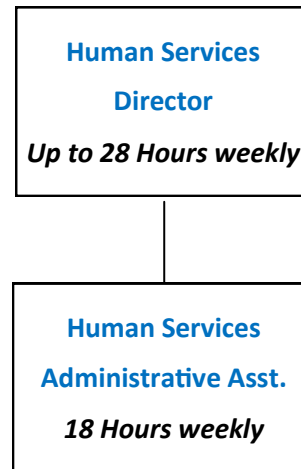 Human Services
Director
Up to 28 Hours weekly
Human Services
Administrative Asst.
18 Hours weekly